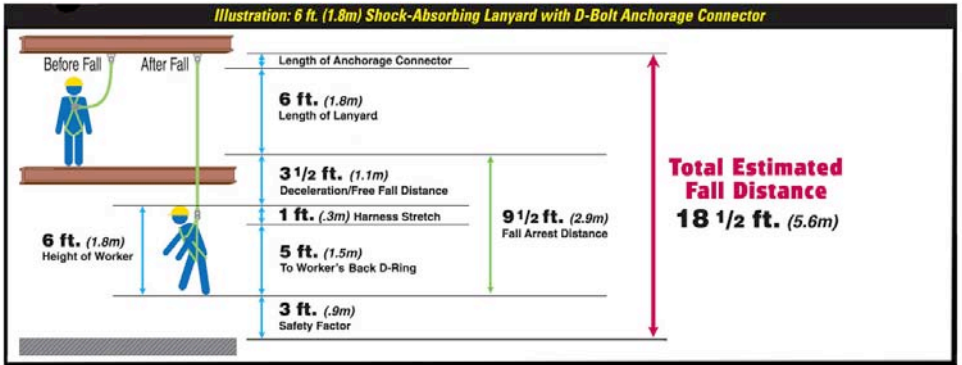 Illustration: 6 ft. (1.8m) Shock-Absorbing Lanyard with D-Bolt Anchorage Connector
Before Fall
After Fall
Length of Anchorage Connector
6 ft. (1.8m)
Length of Lanyard
3 1/2 ft. (1.1m)
Deceleration/Free Fall Distance
1 ft. (.3m) Harness Stretch
5 ft. (1.5m)
To Worker's Back D-Ring
3 ft. (.9m)
Safety Factor
6 ft. (1.8m)
Height of Worker
9 1/2 ft. (2.9m)
Fall Arrest Distance
Total Estimated
Fall Distance
18 1/2 ft. (5.6m)